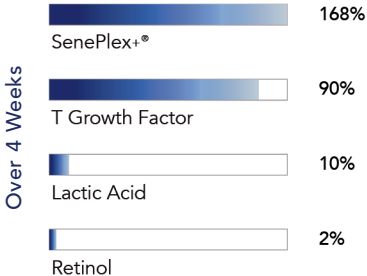 Over 4 Weeks
168%
SenePlex+®
90%
T Growth Factor
10%
Lactic Acid
2%
Retinol